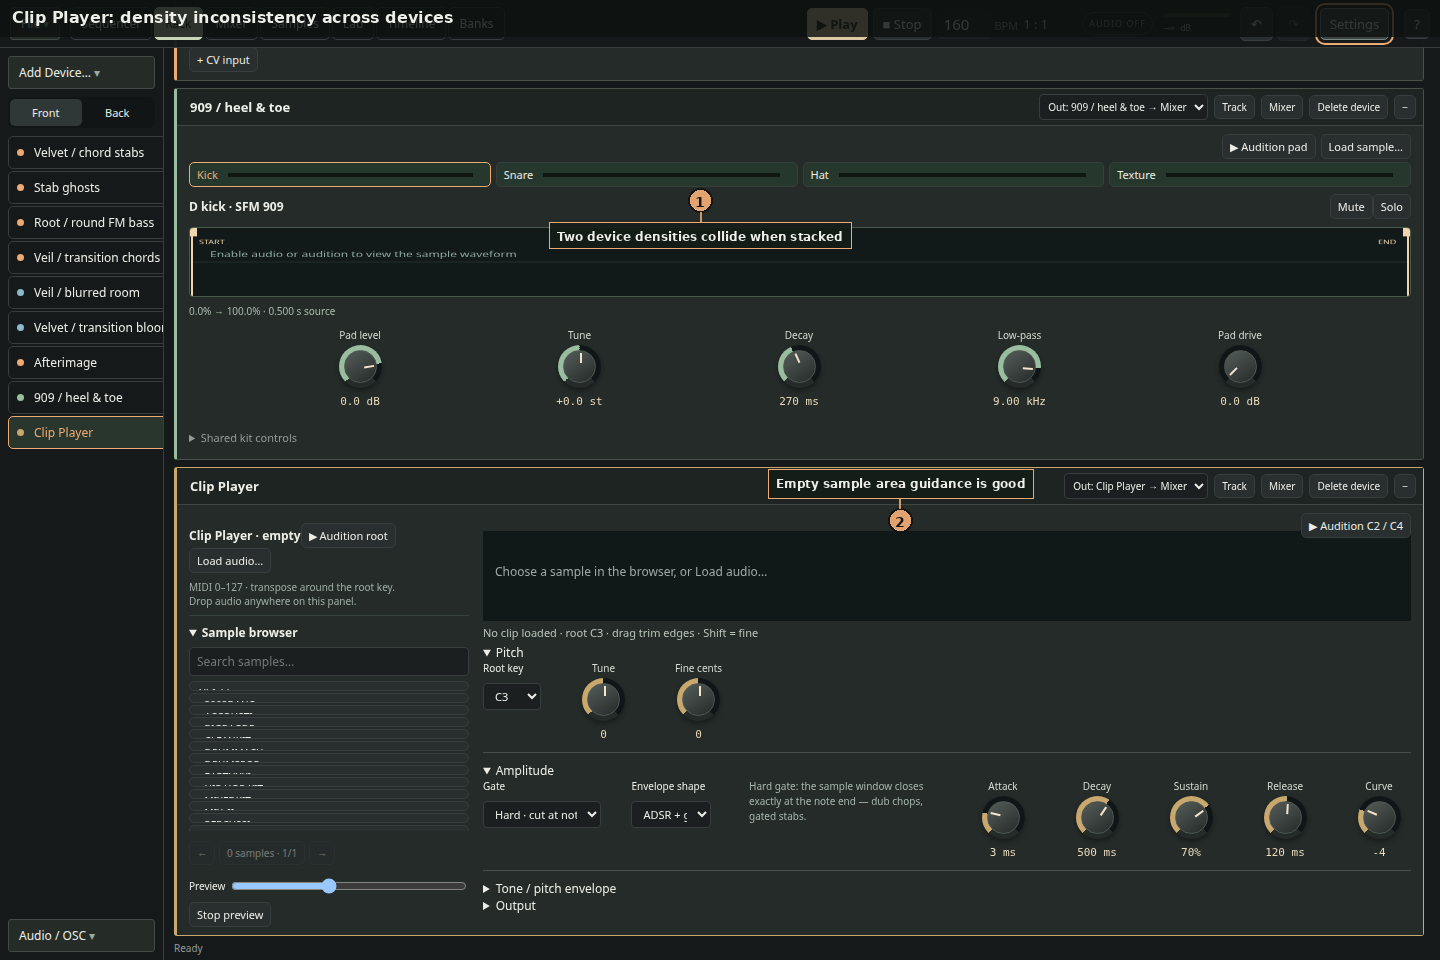 Clip Player: density inconsistency across devices
Banks
▶ Play
■ Stop
160
BPM 1 : 1
AUDIO OFF
dB
Settings
?
Add Device... ▾
Front
Back
Velvet / chord stabs
Stab ghosts
Root / round FM bass
Veil / transition chords
Veil / blurred room
Velvet / transition bloor
Afterimage
909 / heel & toe
Clip Player
Audio / OSC ▾
+ CV input
909 / heel & toe
Out: 909 / heel & toe → Mixer
Track
Mixer
Delete device
–
▶ Audition pad
Load sample...
Kick
Snare
Hat
Texture
D kick · SFM 909
1
Mute
Solo
Two device densities collide when stacked
START
END
Enable audio or audition to view the sample waveform
0.0% → 100.0% · 0.500 s source
Pad level
Tune
Decay
Low-pass
Pad drive
0.0 dB
+0.0 st
270 ms
9.00 kHz
0.0 dB
▶ Shared kit controls
Clip Player
Empty sample area guidance is good
Out: Clip Player → Mixer
Track
Mixer
Delete device
–
2
▶ Audition C2 / C4
Clip Player · empty
▶ Audition root
Load audio...
MIDI 0–127 · transpose around the root key.
Drop audio anywhere on this panel.
▼ Sample browser
Search samples...
← 0 samples · 1/1 →
Preview
Stop preview
Choose a sample in the browser, or Load audio...
No clip loaded · root C3 · drag trim edges · Shift = fine
▼ Pitch
Root key
Tune
Fine cents
C3
0
0
▼ Amplitude
Gate
Envelope shape
Hard · cut at not
ADSR + g
Hard gate: the sample window closes
exactly at the note end — dub chops,
gated stabs.
Attack
Decay
Sustain
Release
Curve
3 ms
500 ms
70%
120 ms
-4
▶ Tone / pitch envelope
▶ Output
Ready